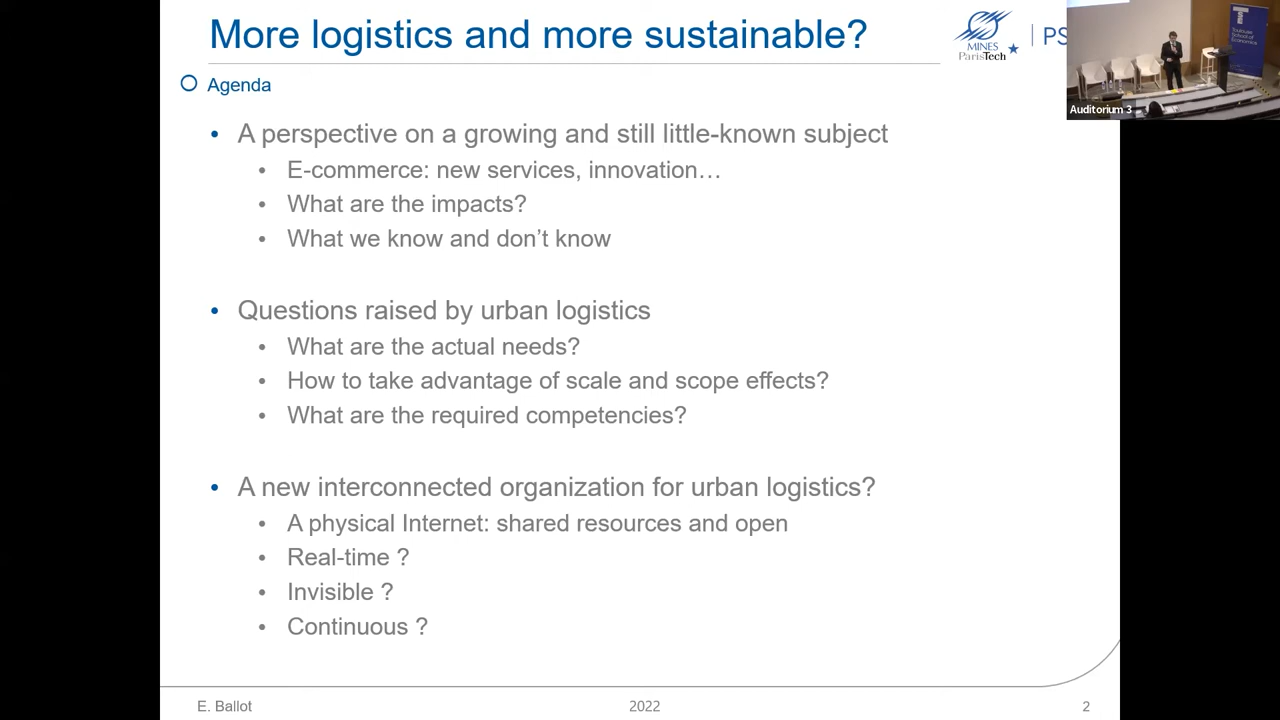 More logistics and more sustainable?
MINES
ParisTech
PS
Auditorium 3
Toulouse
School of
Economics
Agenda
• A perspective on a growing and still little-known subject
• E-commerce: new services, innovation…
• What are the impacts?
• What we know and don't know
• Questions raised by urban logistics
• What are the actual needs?
• How to take advantage of scale and scope effects?
• What are the required competencies?
• A new interconnected organization for urban logistics?
• A physical Internet: shared resources and open
• Real-time ?
• Invisible ?
• Continuous ?
E. Ballot
2022
2